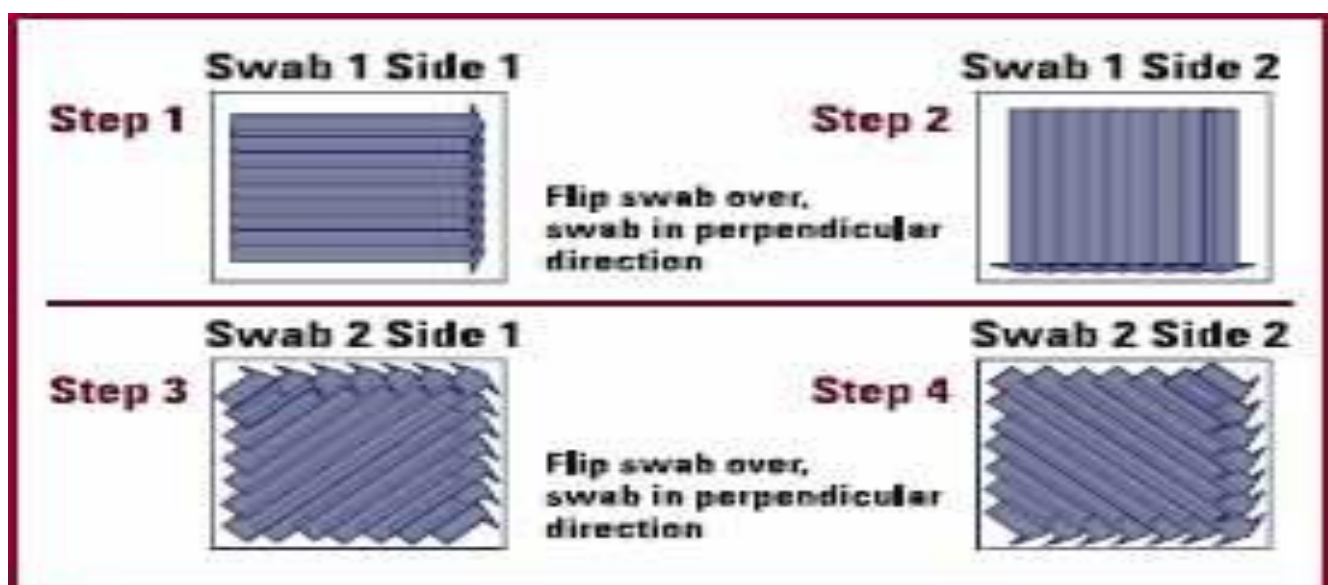 Swab 1 Side 1
Step 1
Flip swab over,
swab in perpendicular
direction
Swab 1 Side 2
Step 2
Swab 2 Side 1
Step 3
Flip swab over,
swab in perpendicular
direction
Swab 2 Side 2
Step 4